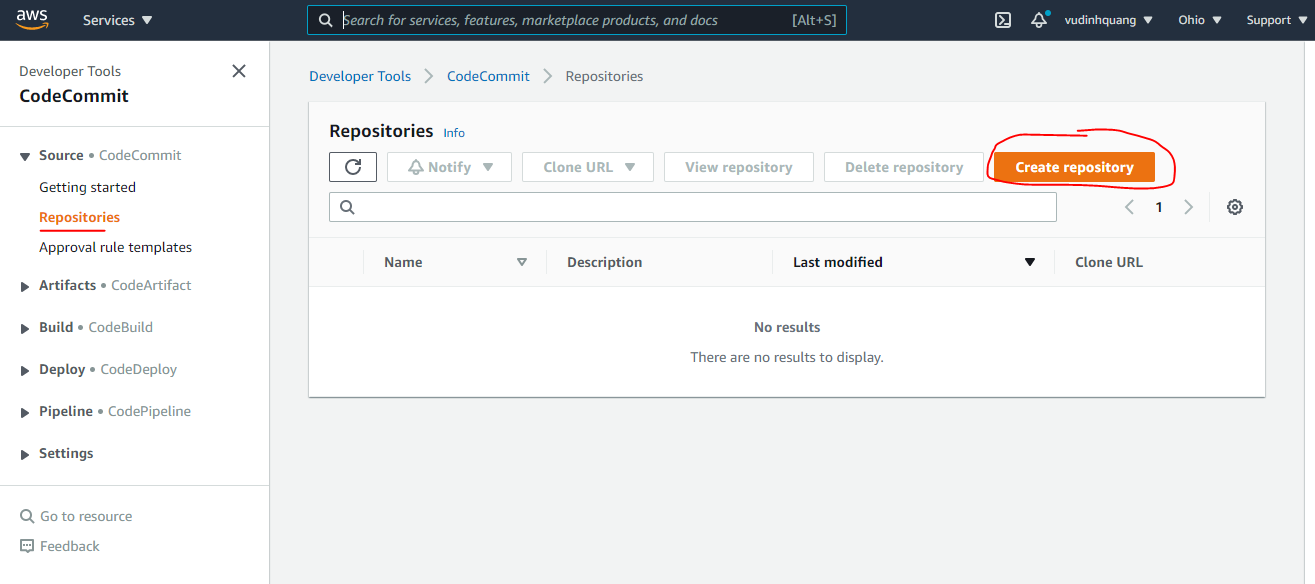 aws Services Search for services, features, marketplace products, and docs [Alt+S] vudinhquang Ohio Support
Developer Tools
CodeCommit
Source • CodeCommit
Getting started
Repositories
Approval rule templates
Artifacts • CodeArtifact
Build • CodeBuild
Deploy • CodeDeploy
Pipeline • CodePipeline
Settings
Go to resource
Feedback
Developer Tools CodeCommit Repositories
Repositories Info
Notify Clone URL View repository Delete repository Create repository
1
Name Description Last modified Clone URL
No results
There are no results to display.